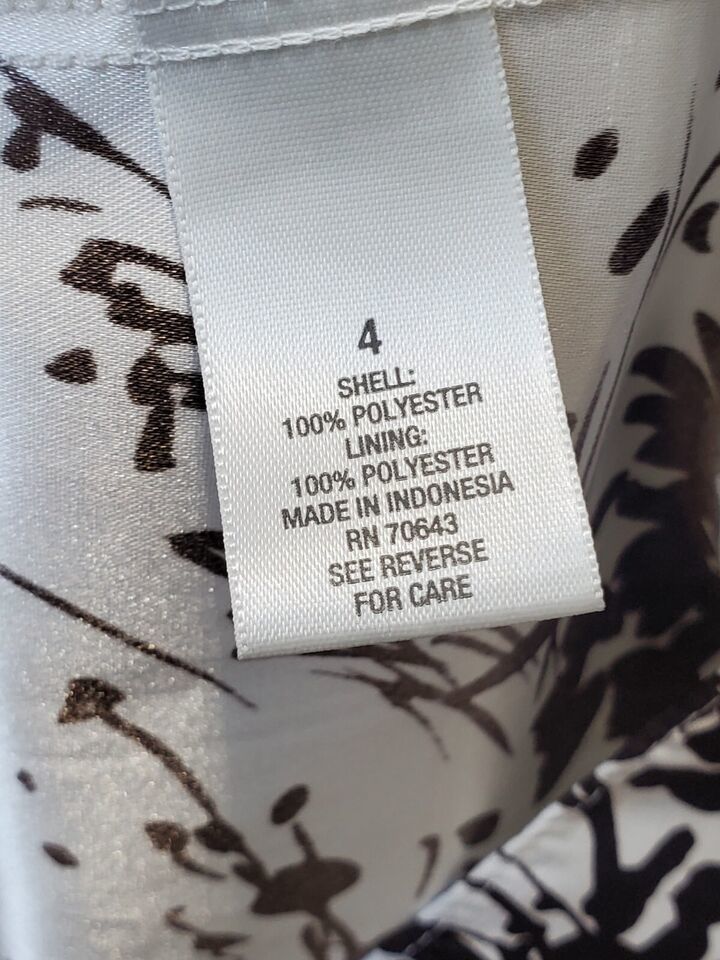 4
SHELL:
100% POLYESTER
LINING:
100% POLYESTER
MADE IN INDONESIA
RN 70643
SEE REVERSE
FOR CARE